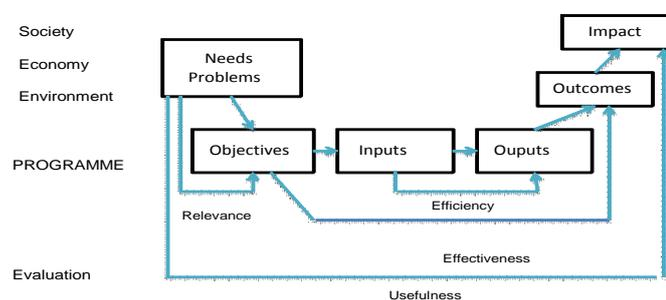 Society
Impact
Needs
Problems
Economy
Outcomes
Environment
Objectives
Inputs
Ouputs
PROGRAMME
Efficiency
Relevance
Effectiveness
Evaluation
Usefulness